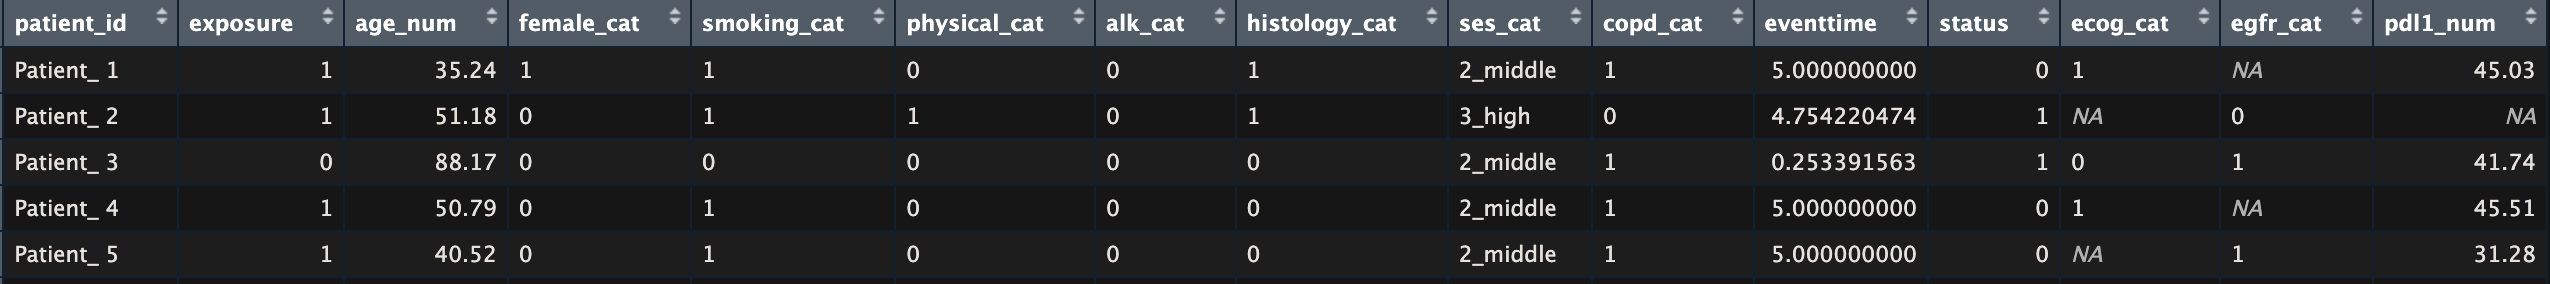 patient_id exposure age_num female_cat smoking_cat physical_cat alk_cat histology_cat ses_cat copd_cat eventtime status ecog_cat egfr_cat pdl1_num
Patient_ 1 1 35.24 1 1 0 0 1 2_middle 1 5.000000000 0 1 NA 45.03
Patient_ 2 1 51.18 0 1 1 0 1 3_high 0 4.754220474 1 NA 0 NA
Patient_ 3 0 88.17 0 0 0 0 0 2_middle 1 0.253391563 1 0 1 41.74
Patient_ 4 1 50.79 0 1 0 0 0 2_middle 1 5.000000000 0 1 NA 45.51
Patient_ 5 1 40.52 0 1 0 0 0 2_middle 1 5.000000000 0 NA 1 31.28